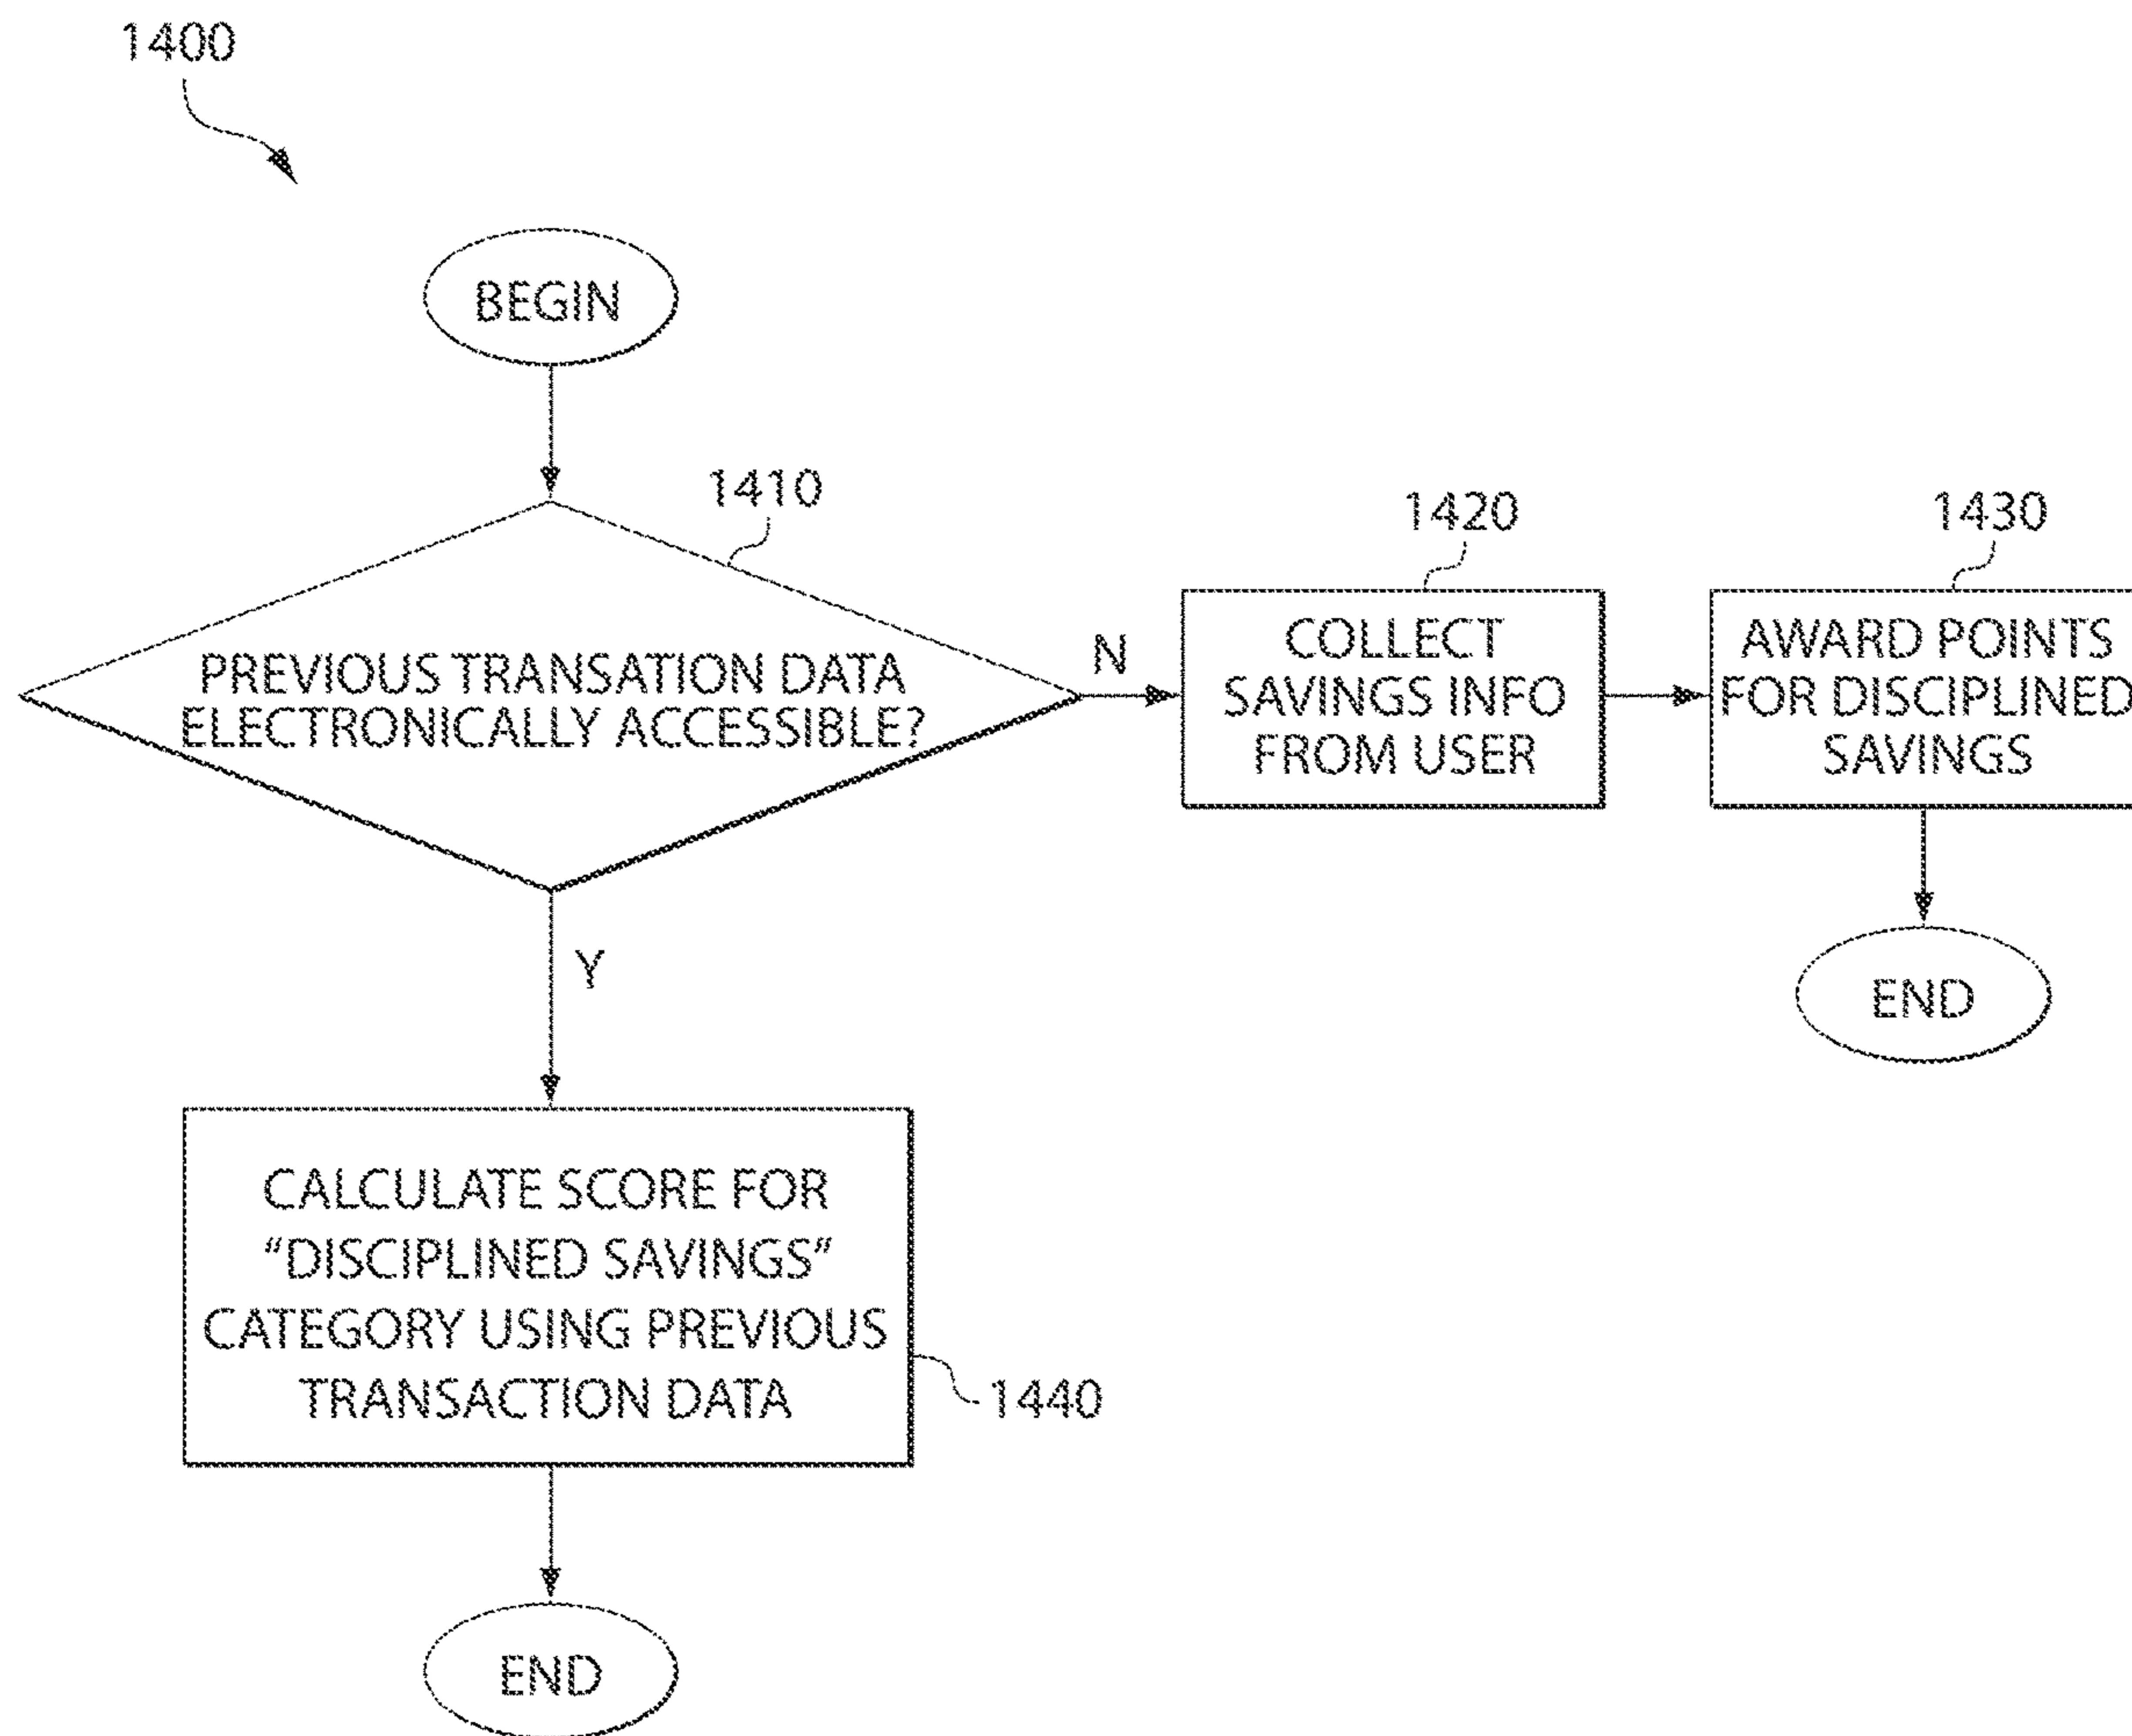 1400
BEGIN
1410
PREVIOUS TRANSATION DATA
ELECTRONICALLY ACCESSIBLE?
N
1420
COLLECT
SAVINGS INFO
FROM USER
1430
AWARD POINTS
FOR DISCIPLINED
SAVINGS
END
Y
CALCULATE SCORE FOR
“DISCIPLINED SAVINGS”
CATEGORY USING PREVIOUS
TRANSACTION DATA
1440
END